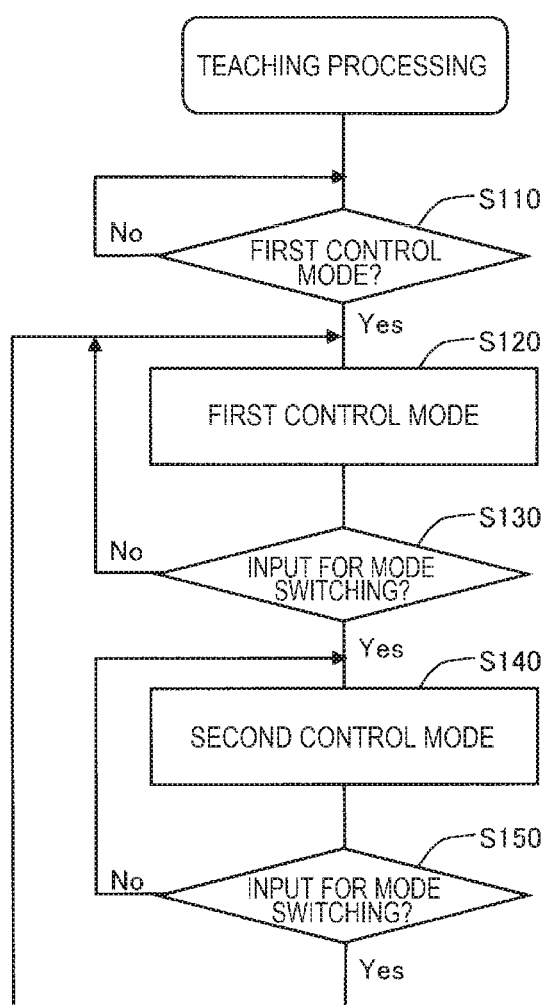 TEACHING PROCESSING
S110
No
FIRST CONTROL
MODE?
Yes
S120
FIRST CONTROL MODE
S130
No
INPUT FOR MODE
SWITCHING?
Yes
S140
SECOND CONTROL MODE
S150
No
INPUT FOR MODE
SWITCHING?
Yes